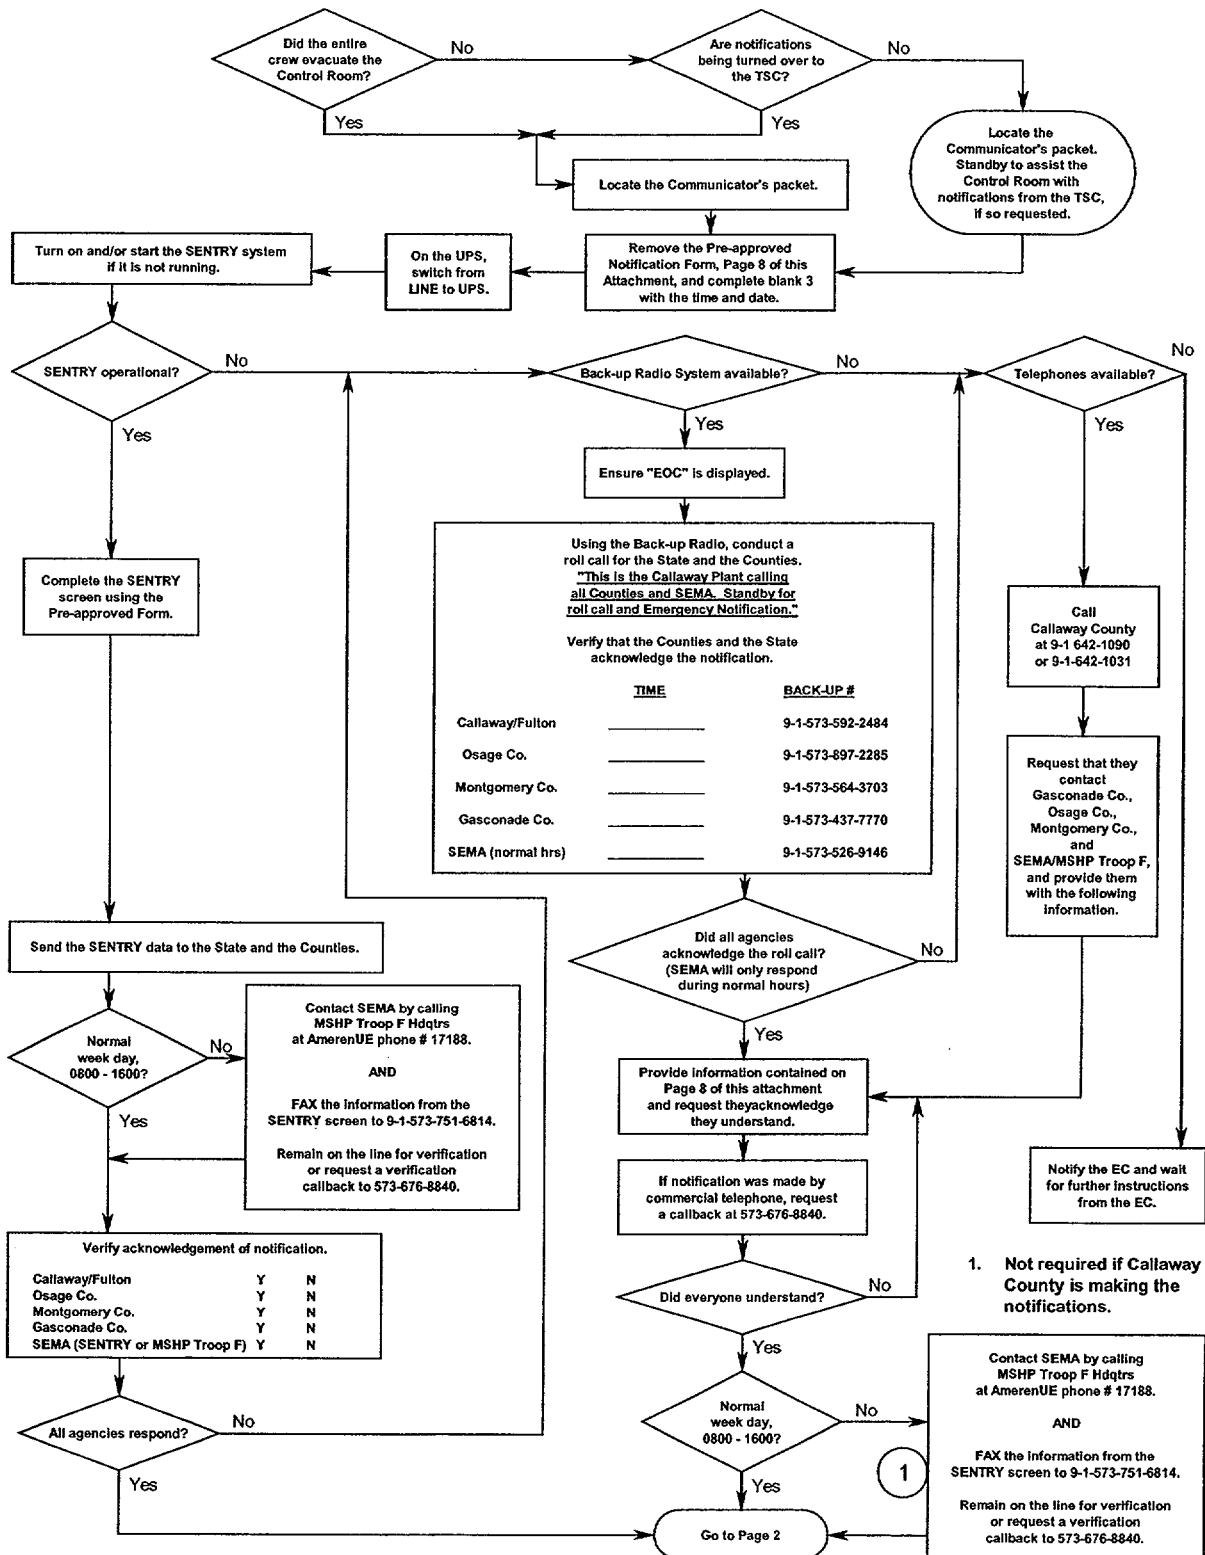 Did the entire
crew evacuate the
Control Room?
No
Are notifications
being turned over to
the TSC?
No
Yes
Yes
Locate the
Communicator's packet.
Standby to assist the
Control Room with
notifications from the TSC,
if so requested.
Locate the Communicator's packet.
Turn on and/or start the SENTRY system
if it is not running.
On the UPS,
switch from
LINE to UPS.
Remove the Pre-approved
Notification Form, Page 8 of this
Attachment, and complete blank 3
with the time and date.
SENTRY operational?
No
Back-up Radio System available?
No
Telephones available?
No
Yes
Yes
Yes
Ensure "EOC" is displayed.
Using the Back-up Radio, conduct a
roll call for the State and the Counties.
"This is the Callaway Plant calling
all Counties and SEMA. Standby for
roll call and Emergency Notification."
Verify that the Counties and the State
acknowledge the notification.
TIME BACK-UP #
Callaway/Fulton 9-1-573-592-2484
Osage Co. 9-1-573-897-2285
Montgomery Co. 9-1-573-564-3703
Gasconade Co. 9-1-573-437-7770
SEMA (normal hrs) 9-1-573-526-9146
Complete the SENTRY
screen using the
Pre-approved Form.
Call
Callaway County
at 9-1 642-1090
or 9-1-642-1031
Request that they
contact
Gasconade Co.,
Osage Co.,
Montgomery Co.,
and
SEMA/MSHP Troop F,
and provide them
with the following
information.
Send the SENTRY data to the State and the Counties.
Did all agencies
acknowledge the roll call?
(SEMA will only respond
during normal hours)
No
Yes
Normal
week day,
0800 - 1600?
No
Yes
Contact SEMA by calling
MSHP Troop F Hdqtrs
at AmerenUE phone # 17188.
AND
FAX the information from the
SENTRY screen to 9-1-573-751-6814.
Remain on the line for verification
or request a verification
callback to 573-676-8840.
Provide information contained on
Page 8 of this attachment
and request theyacknowledge
they understand.
If notification was made by
commercial telephone, request
a callback at 573-676-8840.
Notify the EC and wait
for further instructions
from the EC.
Verify acknowledgement of notification.
Callaway/Fulton Y N
Osage Co. Y N
Montgomery Co. Y N
Gasconade Co. Y N
SEMA (SENTRY or MSHP Troop F) Y N
Did everyone understand?
No
Yes
1. Not required if Callaway
County is making the
notifications.
All agencies respond?
No
Yes
Normal
week day,
0800 - 1600?
No
Yes
1
Contact SEMA by calling
MSHP Troop F Hdqtrs
at AmerenUE phone # 17188.
AND
FAX the information from the
SENTRY screen to 9-1-573-751-6814.
Remain on the line for verification
or request a verification
callback to 573-676-8840.
Go to Page 2